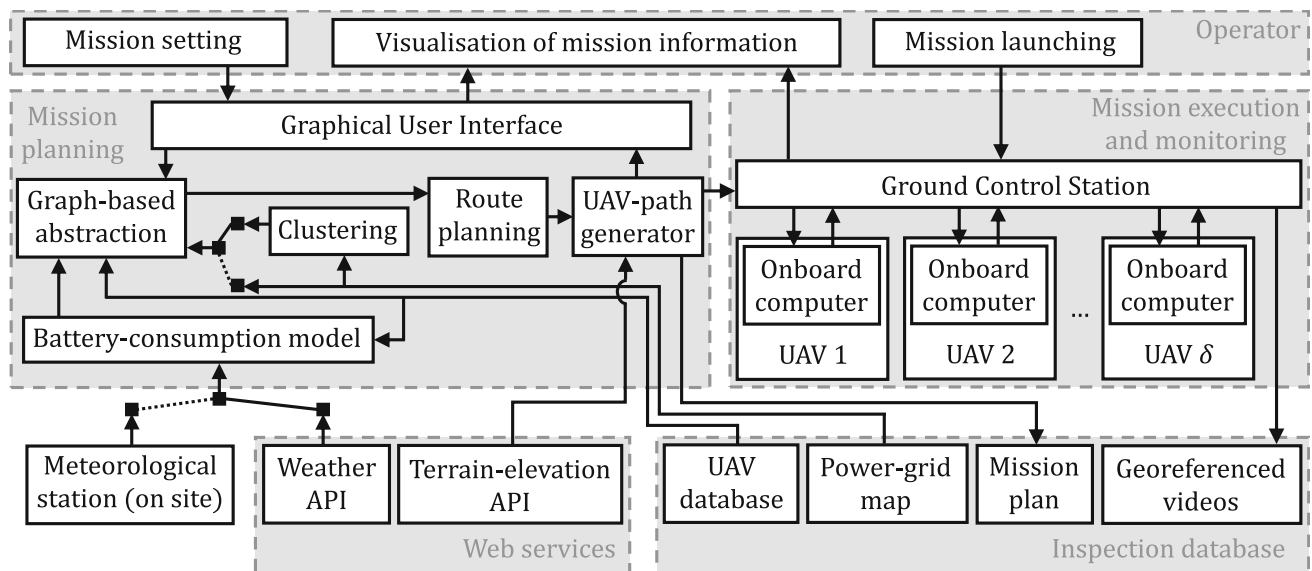 Operator
Mission setting
Visualisation of mission information
Mission launching
Mission
planning
Graphical User Interface
Graph-based
abstraction
Clustering
Route
planning
UAV-path
generator
Battery-consumption model
Mission execution
and monitoring
Ground Control Station
Onboard
computer
UAV 1
Onboard
computer
UAV 2
...
Onboard
computer
UAV δ
Meteorological
station (on site)
Weather
API
Terrain-elevation
API
Web services
UAV
database
Power-grid
map
Mission
plan
Georeferenced
videos
Inspection database